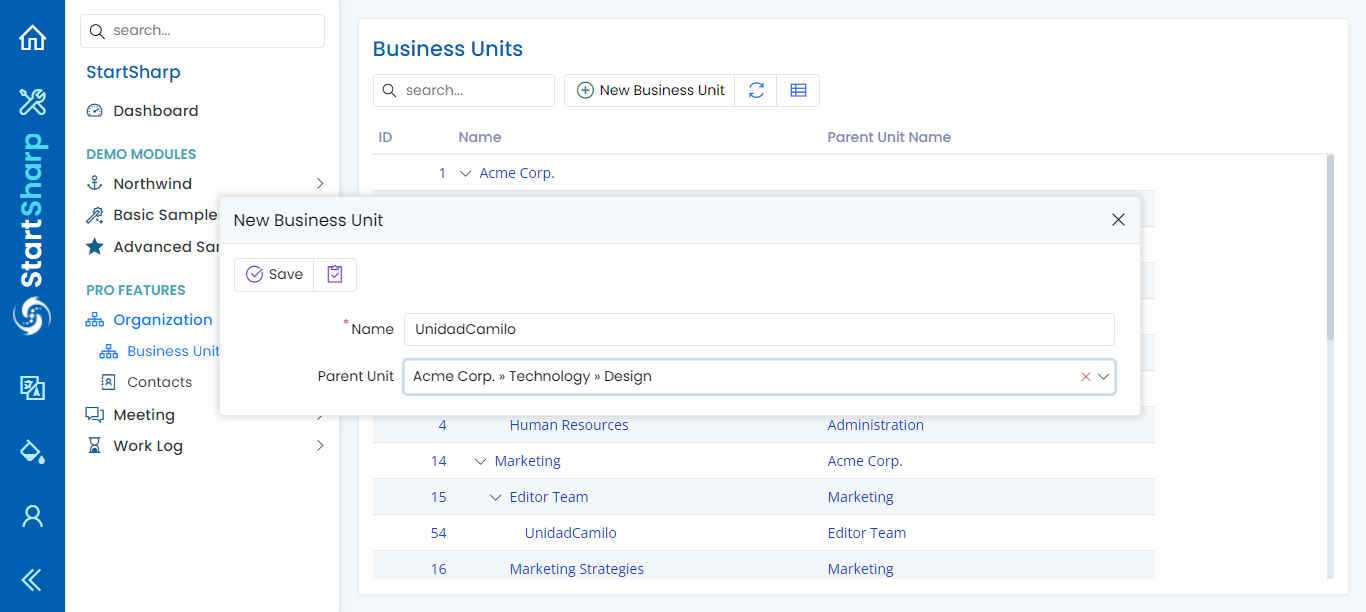 StartSharp
search...
StartSharp
Dashboard
DEMO MODULES
Northwind
Basic Sample
Advanced Sar
PRO FEATURES
Organization
Business Unit
Contacts
Meeting
Work Log
Business Units
search...
New Business Unit
ID Name Parent Unit Name
1 Acme Corp.
New Business Unit
Save
*Name UnidadCamilo
Parent Unit Acme Corp. » Technology » Design
4 Human Resources Administration
14 Marketing Acme Corp.
15 Editor Team Marketing
54 UnidadCamilo Editor Team
16 Marketing Strategies Marketing